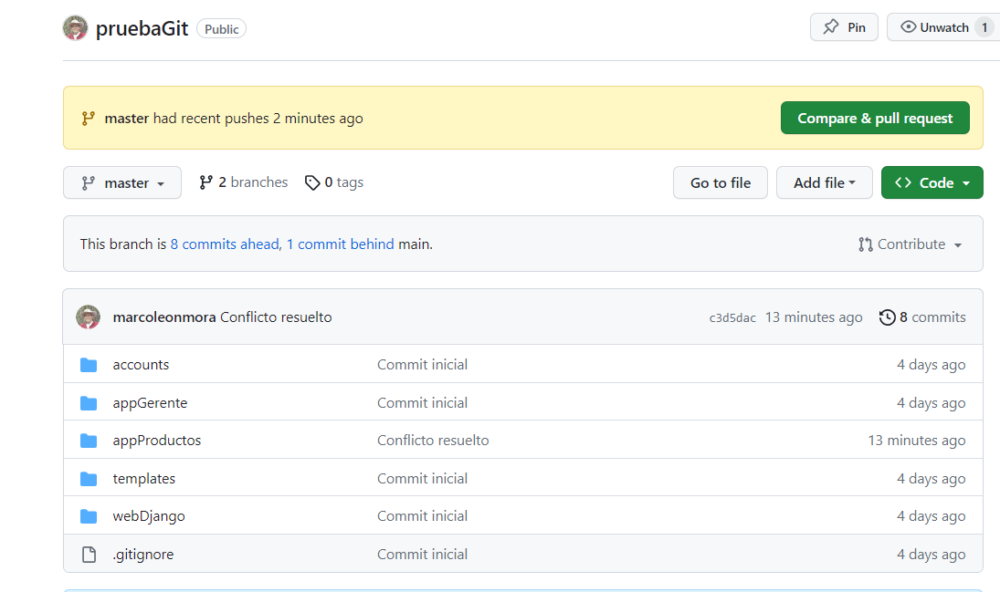 pruebaGit Public Pin Unwatch 1
master had recent pushes 2 minutes ago Compare & pull request
master 2 branches 0 tags Go to file Add file Code
This branch is 8 commits ahead, 1 commit behind main. Contribute
marcoleonmora Conflicto resuelto c3d5dac 13 minutes ago 8 commits
accounts Commit inicial 4 days ago
appGerente Commit inicial 4 days ago
appProductos Conflicto resuelto 13 minutes ago
templates Commit inicial 4 days ago
webDjango Commit inicial 4 days ago
.gitignore Commit inicial 4 days ago